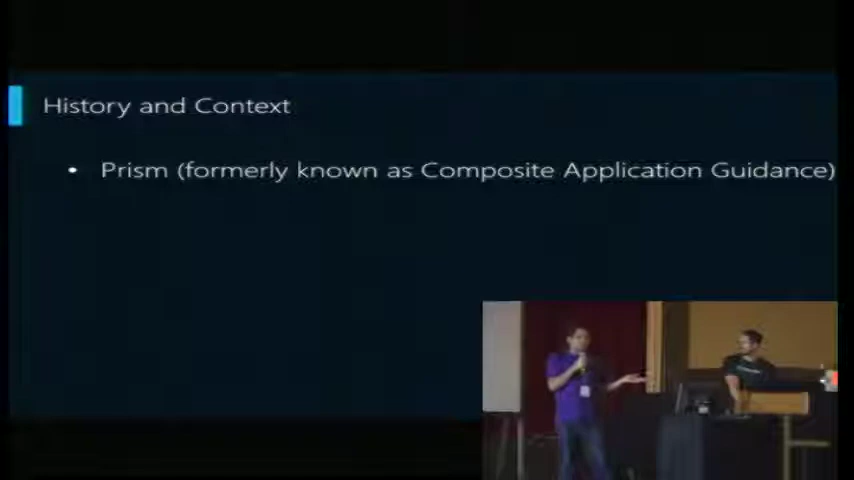 History and Context
• Prism (formerly known as Composite Application Guidance)